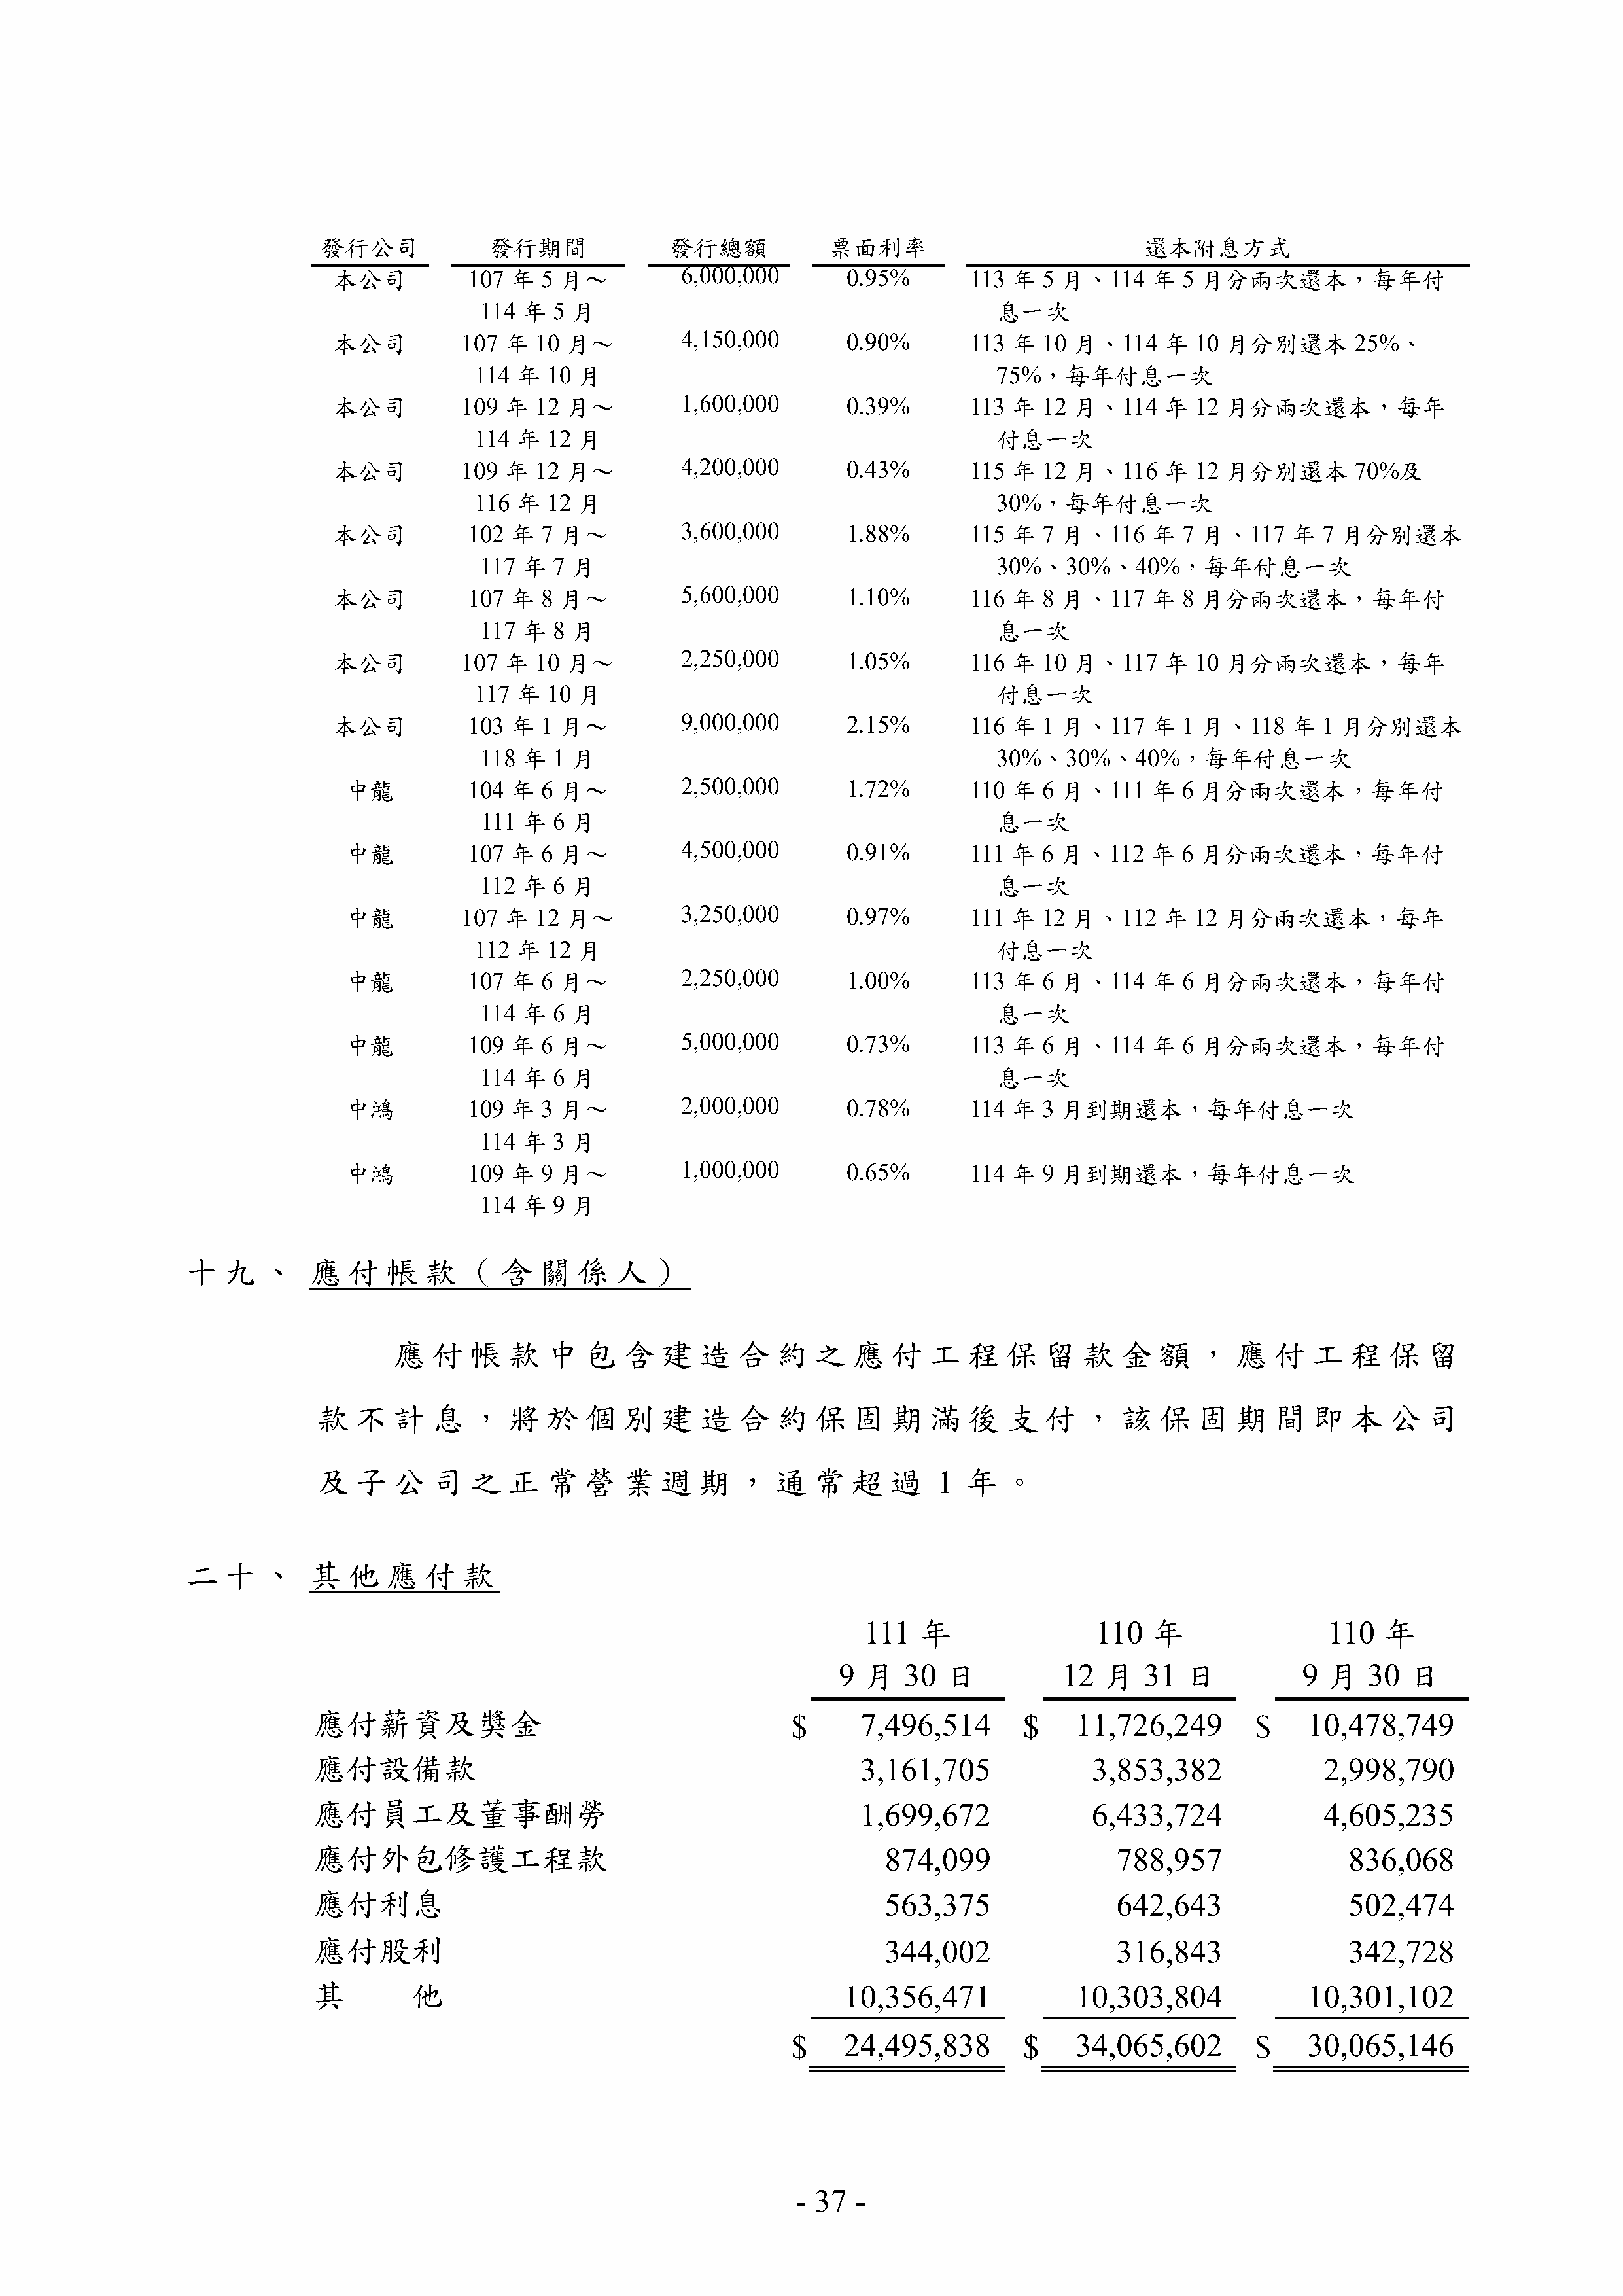 發行公司 發行期間 發行總額 票面利率 還本附息方式
本公司 107 年 5 月～ 6,000,000 0.95% 113 年 5 月、114 年 5 月分兩次還本，每年付
114 年 5 月 息一次
本公司 107 年 10 月～ 4,150,000 0.90% 113 年 10 月、114 年 10 月分別還本 25%、
114 年 10 月 75%，每年付息一次
本公司 109 年 12 月～ 1,600,000 0.39% 113 年 12 月、114 年 12 月分兩次還本，每年
114 年 12 月 付息一次
本公司 109 年 12 月～ 4,200,000 0.43% 115 年 12 月、116 年 12 月分別還本 70%及
116 年 12 月 30%，每年付息一次
本公司 102 年 7 月～ 3,600,000 1.88% 115 年 7 月、116 年 7 月、117 年 7 月分別還本
117 年 7 月 30%、30%、40%，每年付息一次
本公司 107 年 8 月～ 5,600,000 1.10% 116 年 8 月、117 年 8 月分兩次還本，每年付
117 年 8 月 息一次
本公司 107 年 10 月～ 2,250,000 1.05% 116 年 10 月、117 年 10 月分兩次還本，每年
117 年 10 月 付息一次
本公司 103 年 1 月～ 9,000,000 2.15% 116 年 1 月、117 年 1 月、118 年 1 月分別還本
118 年 1 月 30%、30%、40%，每年付息一次
中龍 104 年 6 月～ 2,500,000 1.72% 110 年 6 月、111 年 6 月分兩次還本，每年付
111 年 6 月 息一次
中龍 107 年 6 月～ 4,500,000 0.91% 111 年 6 月、112 年 6 月分兩次還本，每年付
112 年 6 月 息一次
中龍 107 年 12 月～ 3,250,000 0.97% 111 年 12 月、112 年 12 月分兩次還本，每年
112 年 12 月 付息一次
中龍 107 年 6 月～ 2,250,000 1.00% 113 年 6 月、114 年 6 月分兩次還本，每年付
114 年 6 月 息一次
中龍 109 年 6 月～ 5,000,000 0.73% 113 年 6 月、114 年 6 月分兩次還本，每年付
114 年 6 月 息一次
中鴻 109 年 3 月～ 2,000,000 0.78% 114 年 3 月到期還本，每年付息一次
114 年 3 月
中鴻 109 年 9 月～ 1,000,000 0.65% 114 年 9 月到期還本，每年付息一次
114 年 9 月
十九、 應付帳款（含關係人）
應付帳款中包含建造合約之應付工程保留款金額，應付工程保留
款不計息，將於個別建造合約保固期滿後支付，該保固期間即本公司
及子公司之正常營業週期，通常超過 1 年。
二十、 其他應付款
111 年 110 年 110 年
9 月 30 日 12 月 31 日 9 月 30 日
應付薪資及獎金 $ 7,496,514 $ 11,726,249 $ 10,478,749
應付設備款 3,161,705 3,853,382 2,998,790
應付員工及董事酬勞 1,699,672 6,433,724 4,605,235
應付外包修護工程款 874,099 788,957 836,068
應付利息 563,375 642,643 502,474
應付股利 344,002 316,843 342,728
其　　他 10,356,471 10,303,804 10,301,102
$ 24,495,838 $ 34,065,602 $ 30,065,146
- 37 -